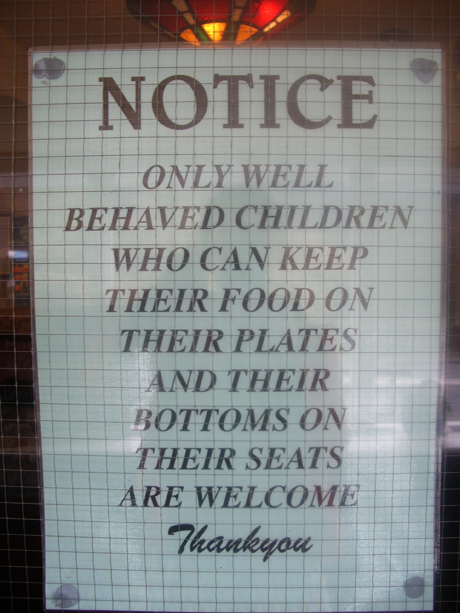 NOTICE
ONLY WELL
BEHAVED CHILDREN
WHO CAN KEEP
THEIR FOOD ON
THEIR PLATES
AND THEIR
BOTTOMS ON
THEIR SEATS
ARE WELCOME
Thankyou